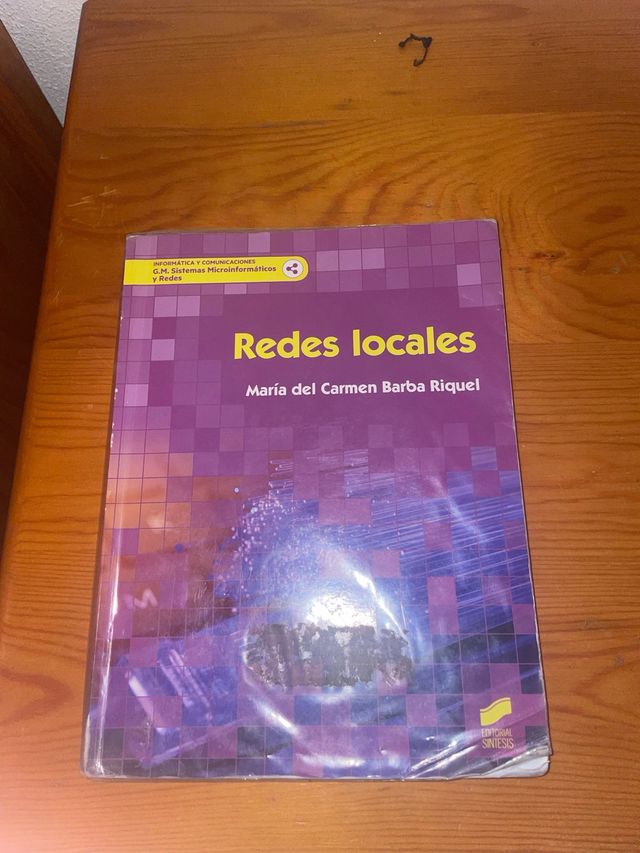 INFORMÁTICA Y COMUNICACIONES
G.M. Sistemas Microinformáticos
y Redes
Redes locales
María del Carmen Barba Riquel
EDITORIAL
SÍNTESIS